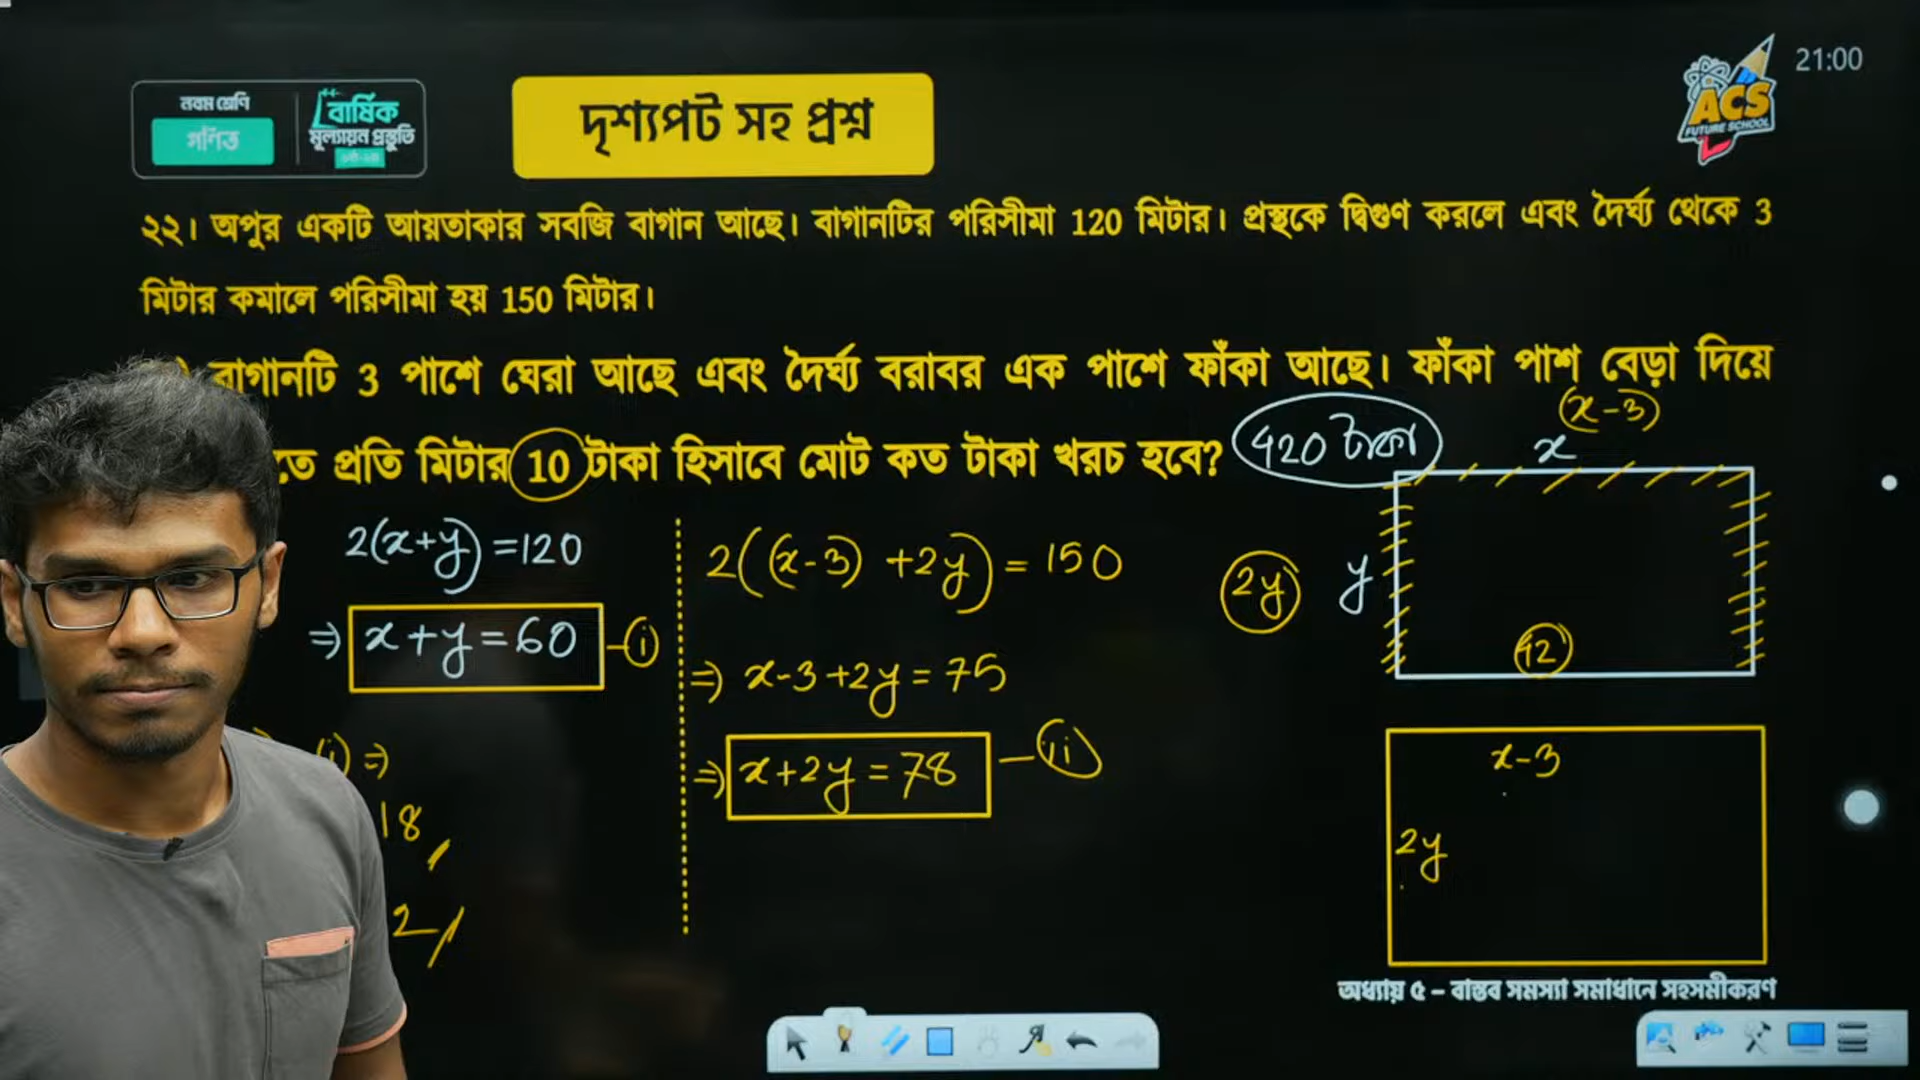 নবম শ্রেণি
গণিত
বার্ষিক
মূল্যায়ন প্রস্তুতি
দৃশ্যপট সহ প্রশ্ন
ACS
FUTURE SCHOOL
21:00
২২। অপুর একটি আয়তাকার সবজি বাগান আছে। বাগানটির পরিসীমা 120 মিটার। প্রস্থকে দ্বিগুণ করলে এবং দৈর্ঘ্য থেকে 3
মিটার কমালে পরিসীমা হয় 150 মিটার।
বাগানটি 3 পাশে ঘেরা আছে এবং দৈর্ঘ্য বরাবর এক পাশে ফাঁকা আছে। ফাঁকা পাশ বেড়া দিয়ে
তে প্রতি মিটার 10 টাকা হিসাবে মোট কত টাকা খরচ হবে? 420 টাকা
(x-3)
x
2(x+y)=120
⇒ x+y=60 -(i)
(i) ⇒
18,
2,
2((x-3)+2y)=150
⇒ x-3+2y=75
⇒ x+2y=78 -(ii)
2y
y
42
x-3
2y
অধ্যায় ৫ – বাস্তব সমস্যা সমাধানে সহসমীকরণ